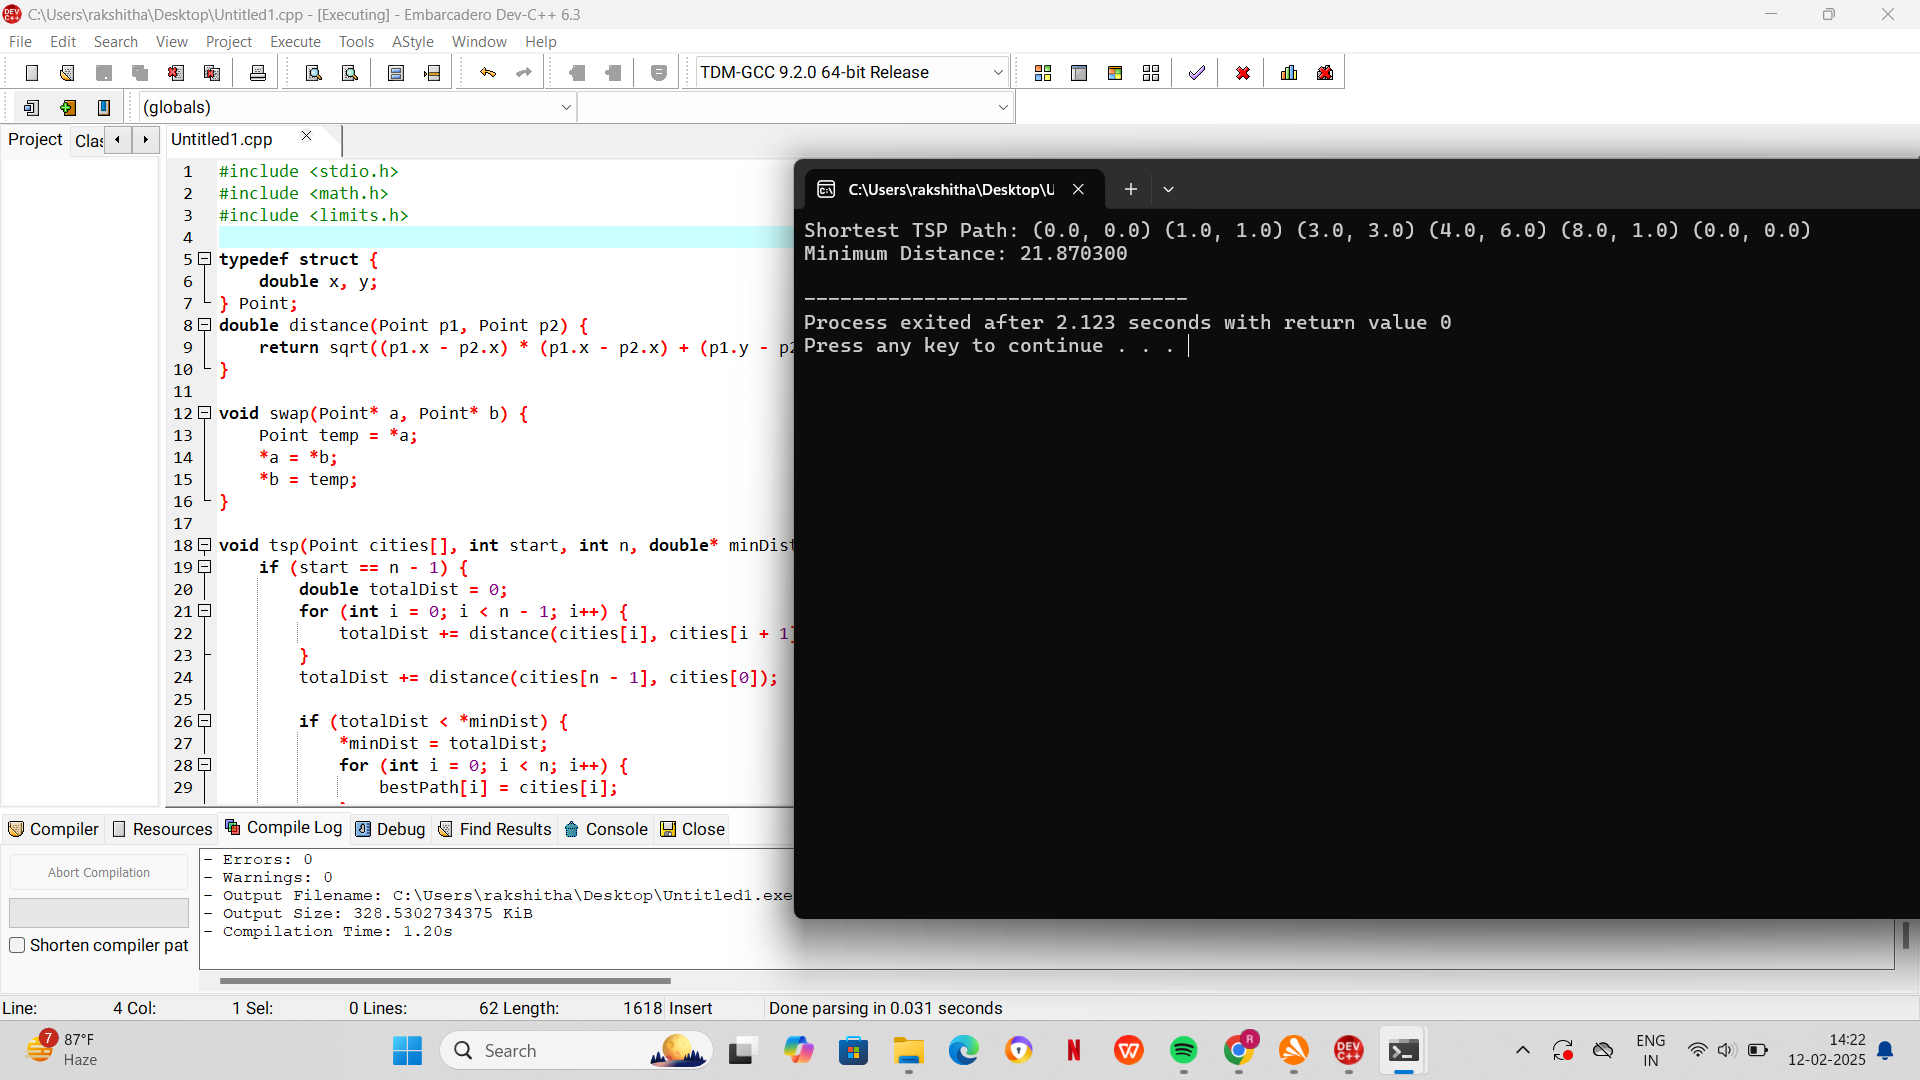 C:\Users\rakshitha\Desktop\Untitled1.cpp - [Executing] - Embarcadero Dev-C++ 6.3
File Edit Search View Project Execute Tools AStyle Window Help
TDM-GCC 9.2.0 64-bit Release
(globals)
Project Clas
Untitled1.cpp
1 #include <stdio.h>
2 #include <math.h>
3 #include <limits.h>
4
5 typedef struct {
6 double x, y;
7 } Point;
8 double distance(Point p1, Point p2) {
9 return sqrt((p1.x - p2.x) * (p1.x - p2.x) + (p1.y - p2
10 }
11
12 void swap(Point* a, Point* b) {
13 Point temp = *a;
14 *a = *b;
15 *b = temp;
16 }
17
18 void tsp(Point cities[], int start, int n, double* minDist
19 if (start == n - 1) {
20 double totalDist = 0;
21 for (int i = 0; i < n - 1; i++) {
22 totalDist += distance(cities[i], cities[i + 1]
23 }
24 totalDist += distance(cities[n - 1], cities[0]);
25
26 if (totalDist < *minDist) {
27 *minDist = totalDist;
28 for (int i = 0; i < n; i++) {
29 bestPath[i] = cities[i];
C:\Users\rakshitha\Desktop\U
Shortest TSP Path: (0.0, 0.0) (1.0, 1.0) (3.0, 3.0) (4.0, 6.0) (8.0, 1.0) (0.0, 0.0)
Minimum Distance: 21.870300
--------------------------------
Process exited after 2.123 seconds with return value 0
Press any key to continue . . .
Compiler Resources Compile Log Debug Find Results Console Close
Abort Compilation
Shorten compiler pat
- Errors: 0
- Warnings: 0
- Output Filename: C:\Users\rakshitha\Desktop\Untitled1.exe
- Output Size: 328.5302734375 KiB
- Compilation Time: 1.20s
Line: 4 Col: 1 Sel: 0 Lines: 62 Length: 1618 Insert Done parsing in 0.031 seconds
7
87°F
Haze
Search
R
DEV C++
ENG
IN
14:22
12-02-2025